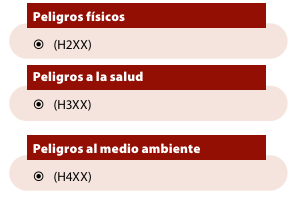 Peligros físicos
(H2XX)
Peligros a la salud
(H3XX)
Peligros al medio ambiente
(H4XX)